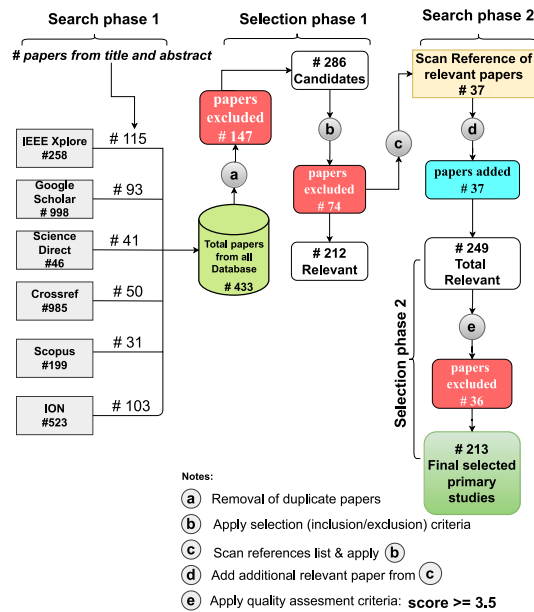 Search phase 1
# papers from title and abstract
IEEE Xplore
#258
# 115
Google
Scholar
# 998
# 93
Science
Direct
#46
# 41
Crossref
#985
# 50
Scopus
#199
# 31
ION
#523
# 103
Selection phase 1
papers
excluded
# 147
a
Total papers
from all
Database
# 433
# 286
Candidates
b
papers
excluded
# 74
# 212
Relevant
c
Search phase 2
Scan Reference of
relevant papers
# 37
d
papers added
# 37
# 249
Total
Relevant
e
papers
excluded
# 36
# 213
Final selected
primary
studies
Selection phase 2
Notes:
a Removal of duplicate papers
b Apply selection (inclusion/exclusion) criteria
c Scan references list & apply b
d Add additional relevant paper from c
e Apply quality assesment criteria: score >= 3.5